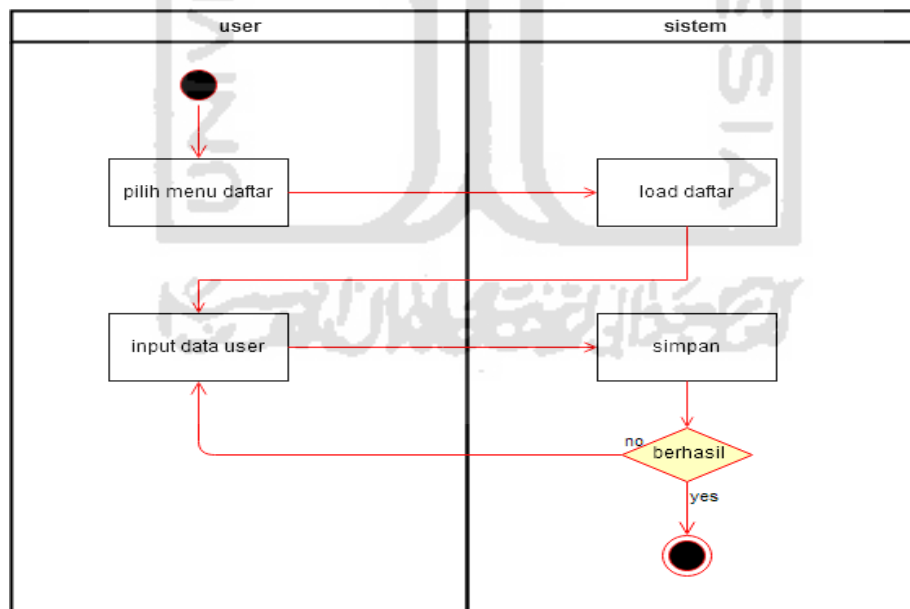 user
sistem
pilih menu daftar
load daftar
input data user
simpan
no
berhasil
yes